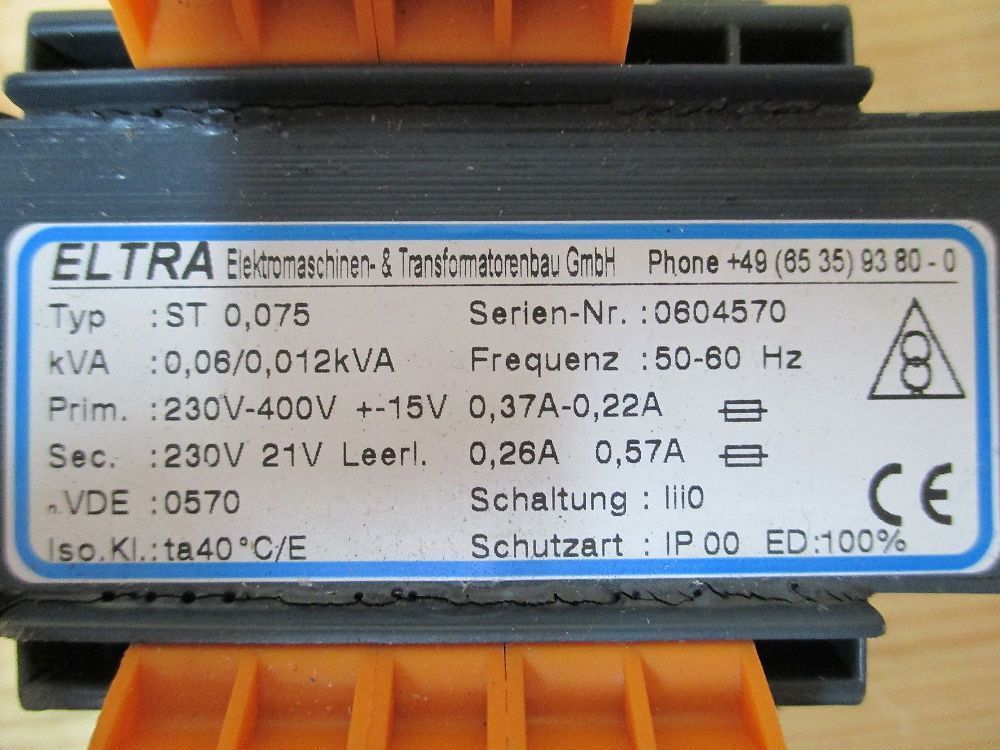 ELTRA Elektromaschinen- & Transformatorenbau GmbH Phone +49 (65 35) 93 80 - 0
Typ : ST 0,075 Serien-Nr. : 0604570
kVA : 0,06/0,012kVA Frequenz : 50-60 Hz
Prim. : 230V-400V +-15V 0,37A-0,22A
Sec. : 230V 21V Leerl. 0,26A 0,57A
n.VDE : 0570 Schaltung : Iii0
Iso.Kl.: ta40°C/E Schutzart : IP 00 ED:100%
CE